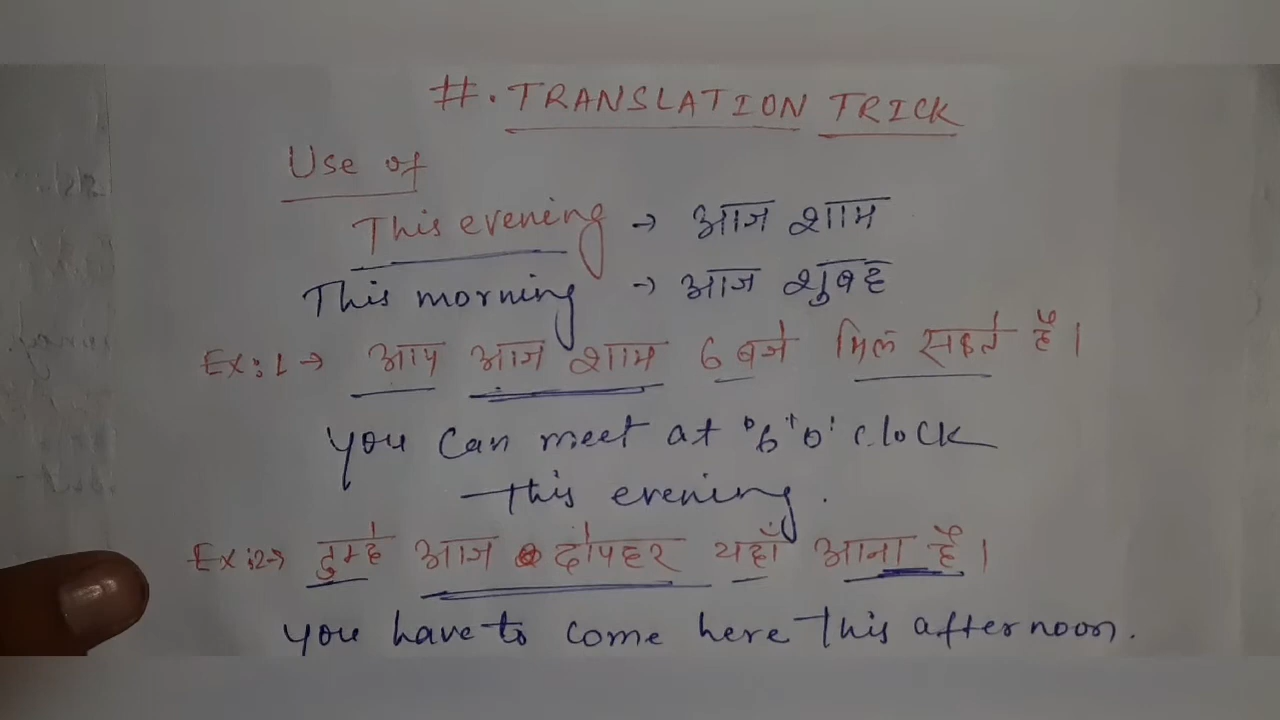 #. TRANSLATION TRICK
Use of
This evening → आज शाम
This morning → आज शुबह
Ex:1→ आप आज शाम 6 बजे मिल सकते है।
you can meet at "6" o'clock
this evening.
Ex:2→ तुम्हे आज दोपहर यहाँ आना है।
you have to come here This afternoon.